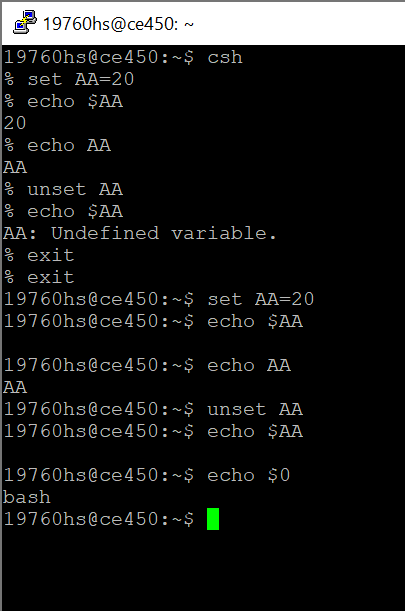 19760hs@ce450: ~
19760hs@ce450:~$ csh
% set AA=20
% echo $AA
20
% echo AA
AA
% unset AA
% echo $AA
AA: Undefined variable.
% exit
% exit
19760hs@ce450:~$ set AA=20
19760hs@ce450:~$ echo $AA

19760hs@ce450:~$ echo AA
AA
19760hs@ce450:~$ unset AA
19760hs@ce450:~$ echo $AA

19760hs@ce450:~$ echo $0
bash
19760hs@ce450:~$